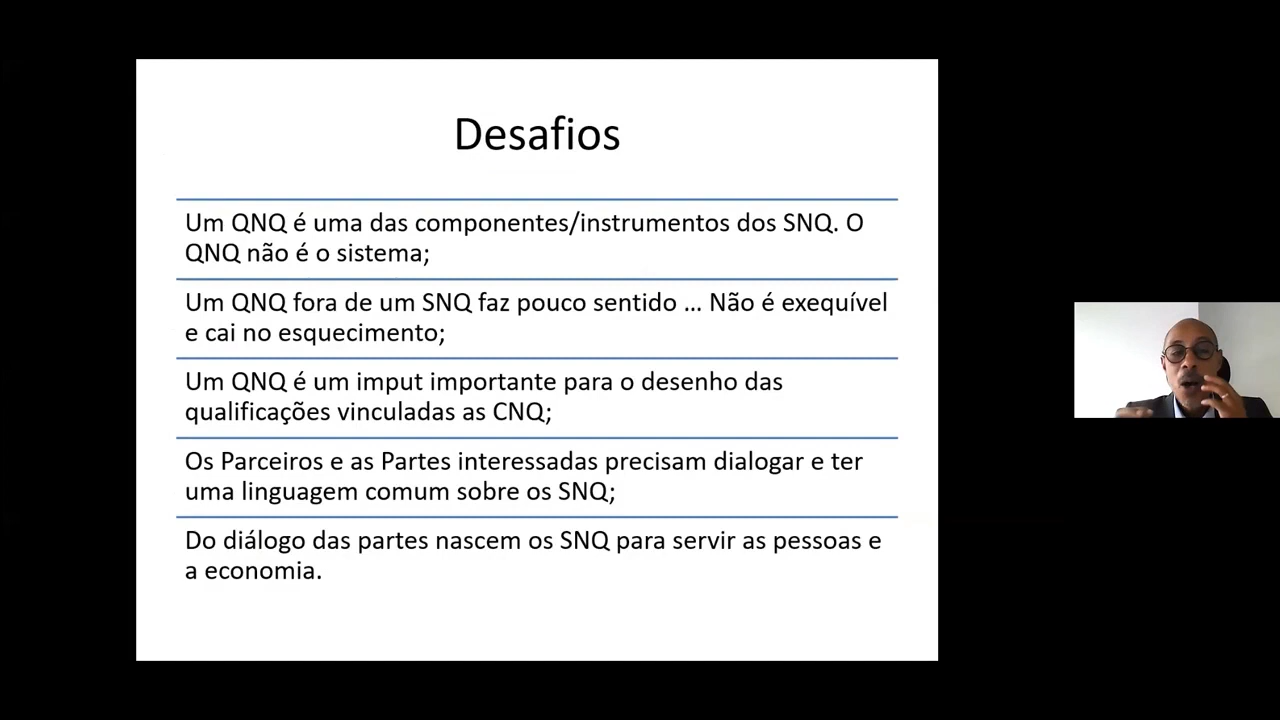 Desafios
Um QNQ é uma das componentes/instrumentos dos SNQ. O
QNQ não é o sistema;
Um QNQ fora de um SNQ faz pouco sentido ... Não é exequível
e cai no esquecimento;
Um QNQ é um imput importante para o desenho das
qualificações vinculadas as CNQ;
Os Parceiros e as Partes interessadas precisam dialogar e ter
uma linguagem comum sobre os SNQ;
Do diálogo das partes nascem os SNQ para servir as pessoas e
a economia.